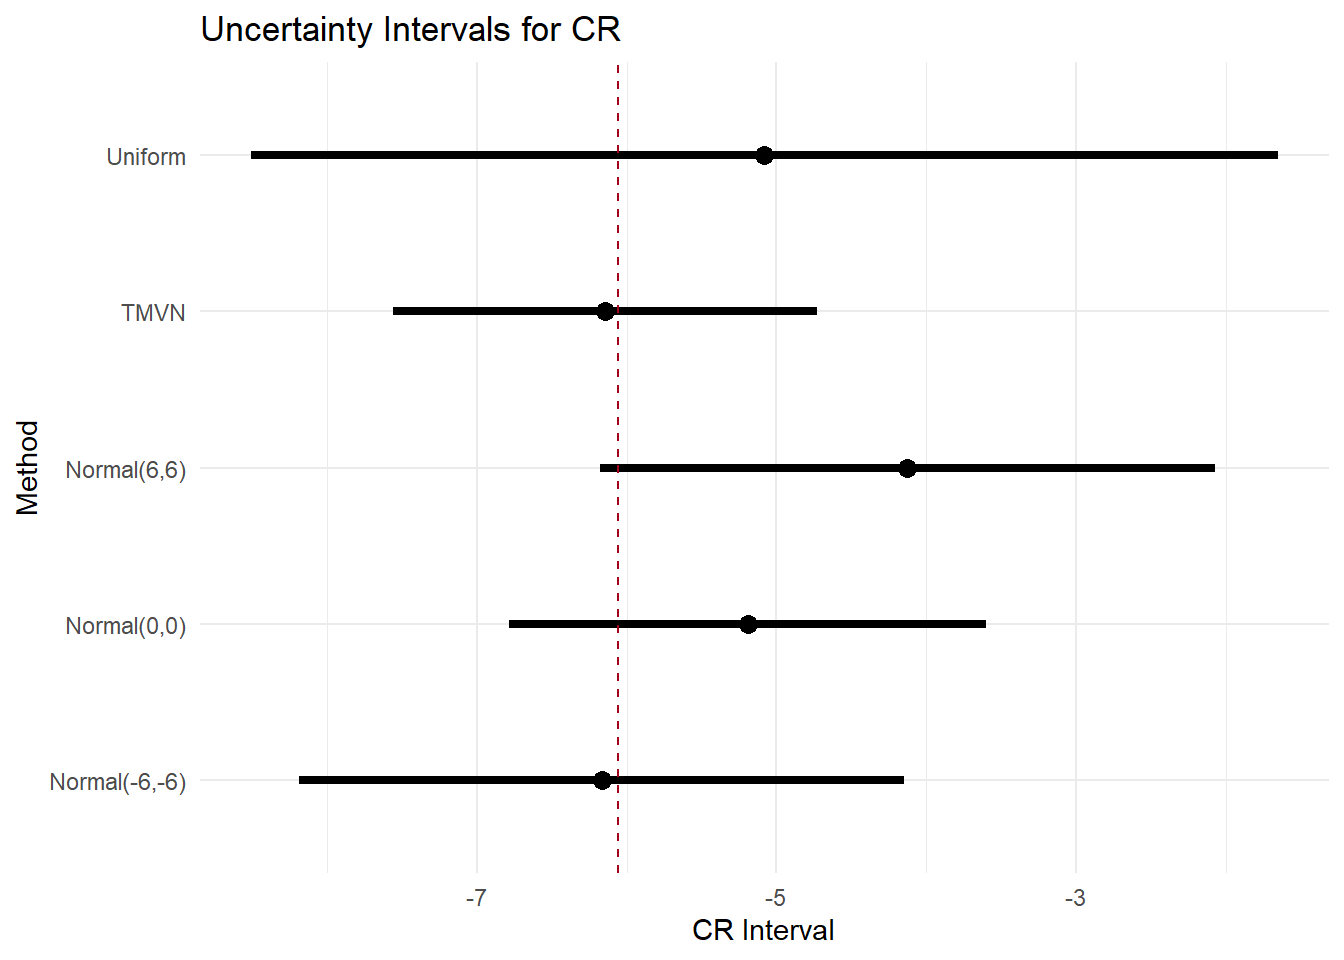 Uncertainty Intervals for CR
Uniform
TMVN
Normal(6,6)
Normal(0,0)
Normal(-6,-6)
Method
-7 -5 -3
CR Interval